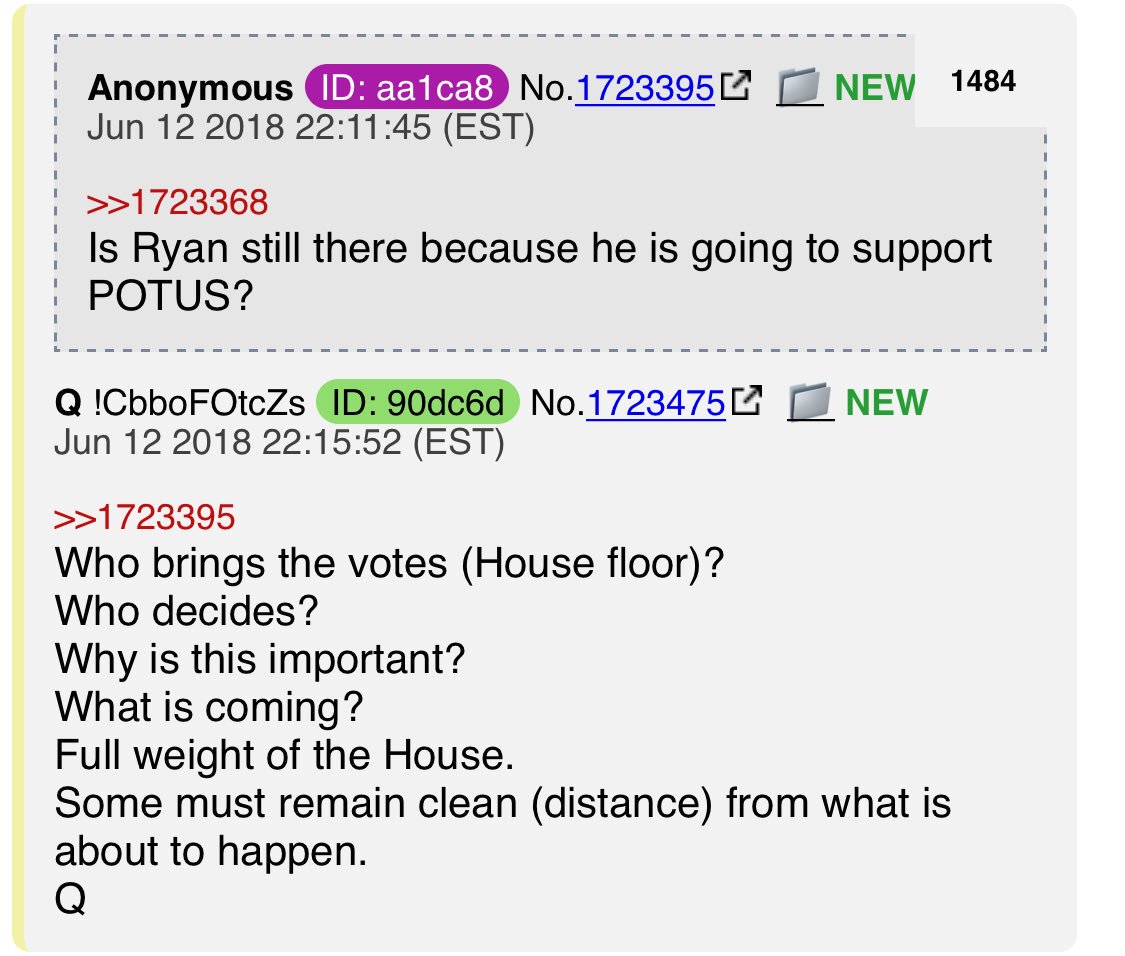 Anonymous ID: aa1ca8 No.1723395 NEW 1484
Jun 12 2018 22:11:45 (EST)
>>1723368
Is Ryan still there because he is going to support
POTUS?
Q !CbboFOtcZs ID: 90dc6d No.1723475 NEW
Jun 12 2018 22:15:52 (EST)
>>1723395
Who brings the votes (House floor)?
Who decides?
Why is this important?
What is coming?
Full weight of the House.
Some must remain clean (distance) from what is
about to happen.
Q